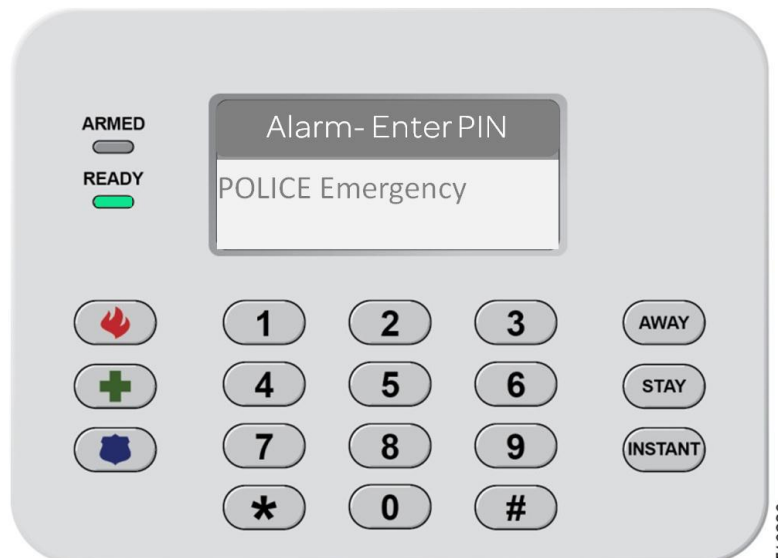 ARMED
READY
Alarm- Enter PIN
POLICE Emergency
1 2 3 AWAY
4 5 6 STAY
7 8 9 INSTANT
* 0 #